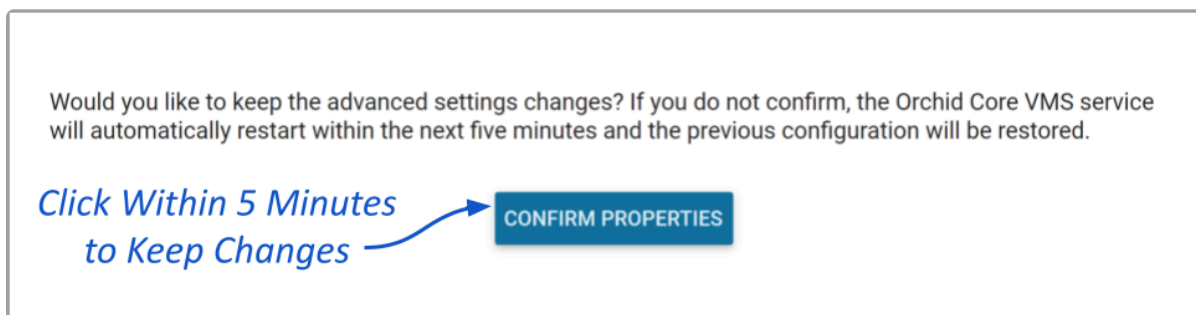 Would you like to keep the advanced settings changes? If you do not confirm, the Orchid Core VMS service
will automatically restart within the next five minutes and the previous configuration will be restored.
Click Within 5 Minutes
to Keep Changes
CONFIRM PROPERTIES